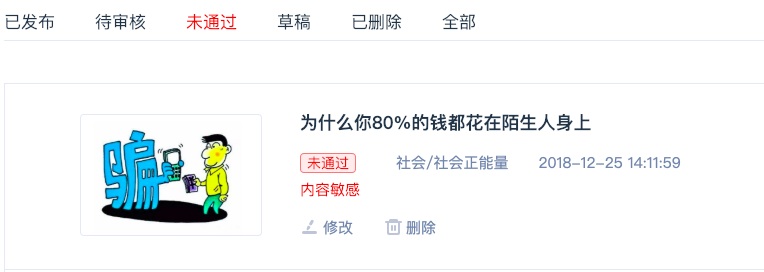 已发布 待审核 未通过 草稿 已删除 全部
骗
为什么你80%的钱都花在陌生人身上
未通过 社会/社会正能量 2018-12-25 14:11:59
内容敏感
修改 删除